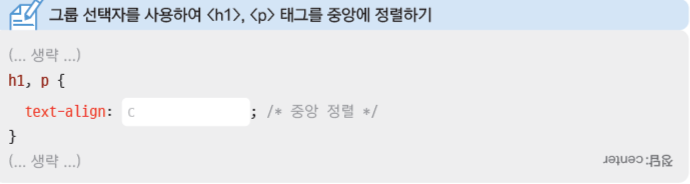 그룹 선택자를 사용하여 <h1>, <p> 태그를 중앙에 정렬하기
(... 생략 ...)
h1, p {
text-align: c ; /* 중앙 정렬 */
}
(... 생략 ...)
정답: center